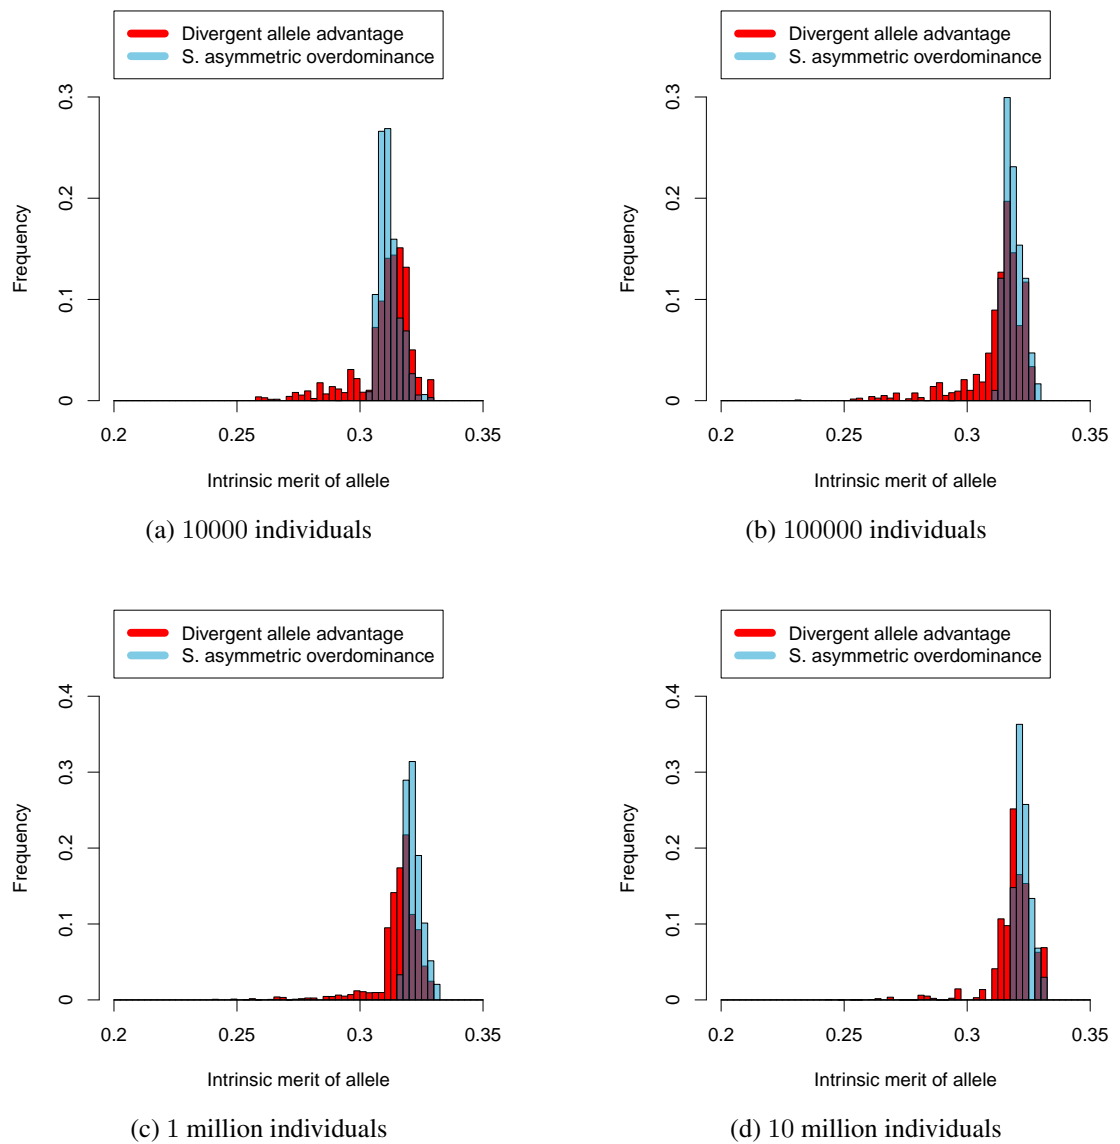 Divergent allele advantage
S. asymmetric overdominance
Frequency
0.3
0.2
0.1
0
0.2 0.25 0.3 0.35
Intrinsic merit of allele
(a) 10000 individuals
Divergent allele advantage
S. asymmetric overdominance
Frequency
0.3
0.2
0.1
0
0.2 0.25 0.3 0.35
Intrinsic merit of allele
(b) 100000 individuals
Divergent allele advantage
S. asymmetric overdominance
Frequency
0.4
0.3
0.2
0.1
0
0.2 0.25 0.3 0.35
Intrinsic merit of allele
(c) 1 million individuals
Divergent allele advantage
S. asymmetric overdominance
Frequency
0.4
0.3
0.2
0.1
0
0.2 0.25 0.3 0.35
Intrinsic merit of allele
(d) 10 million individuals